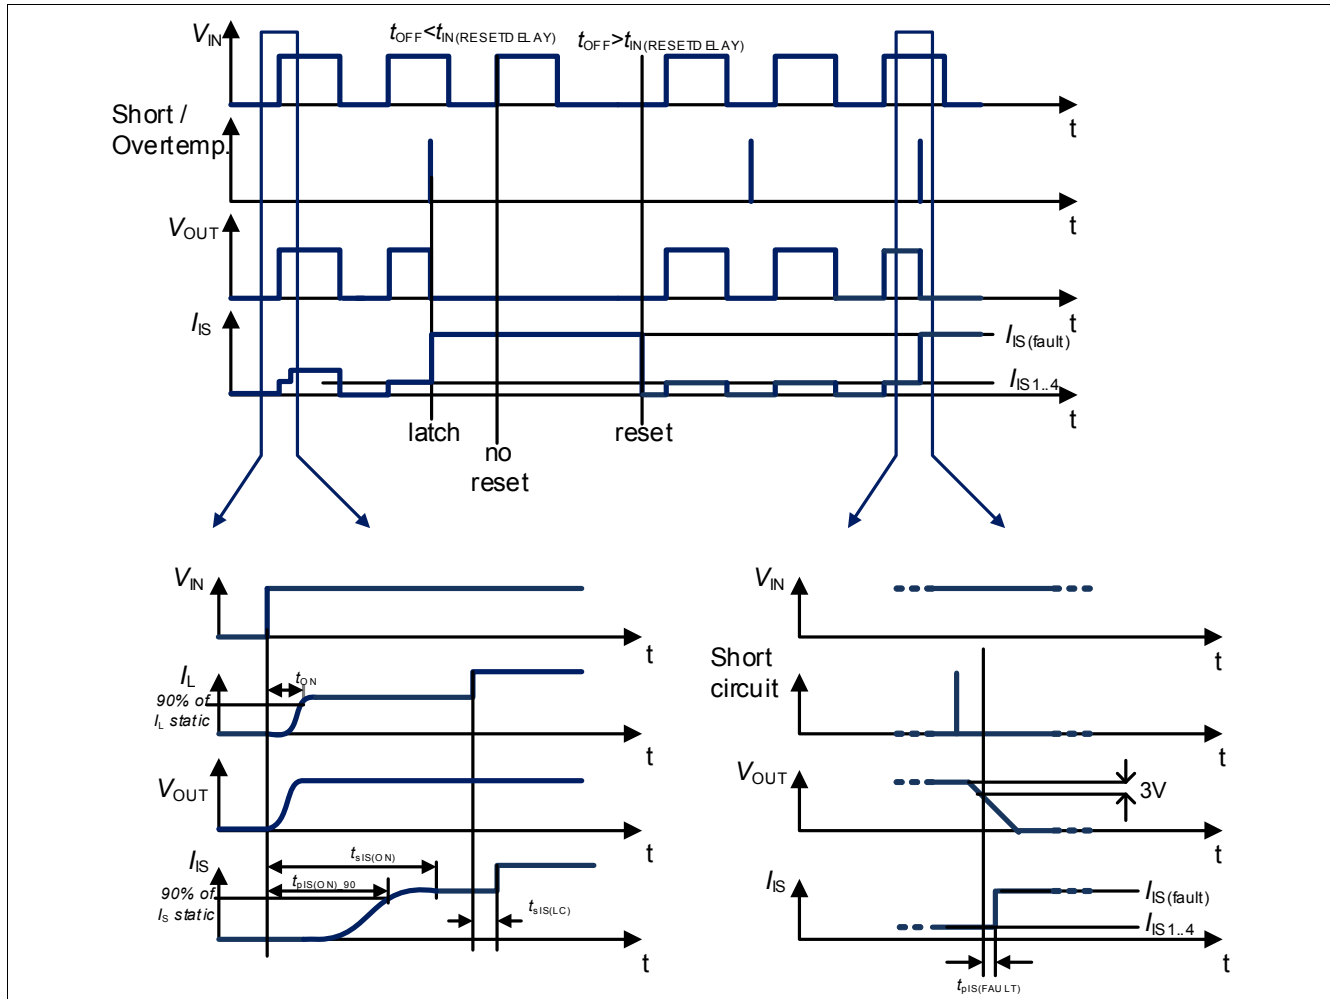 VIN
tOFF<tIN(RESETDELAY)
tOFF>tIN(RESETDELAY)
t
Short /
Overtemp.
t
VOUT
t
IIS
IIS(fault)
IIS1..4
t
latch
no
reset
reset
VIN
t
IL
tON
90% of
IL static
t
VOUT
t
IIS
tsIS(ON)
tpIS(ON)_90
90% of
IS static
tsIS(LC)
t
VIN
t
Short
circuit
t
VOUT
3V
t
IIS
IIS(fault)
IIS1..4
t
tpIS(FAULT)